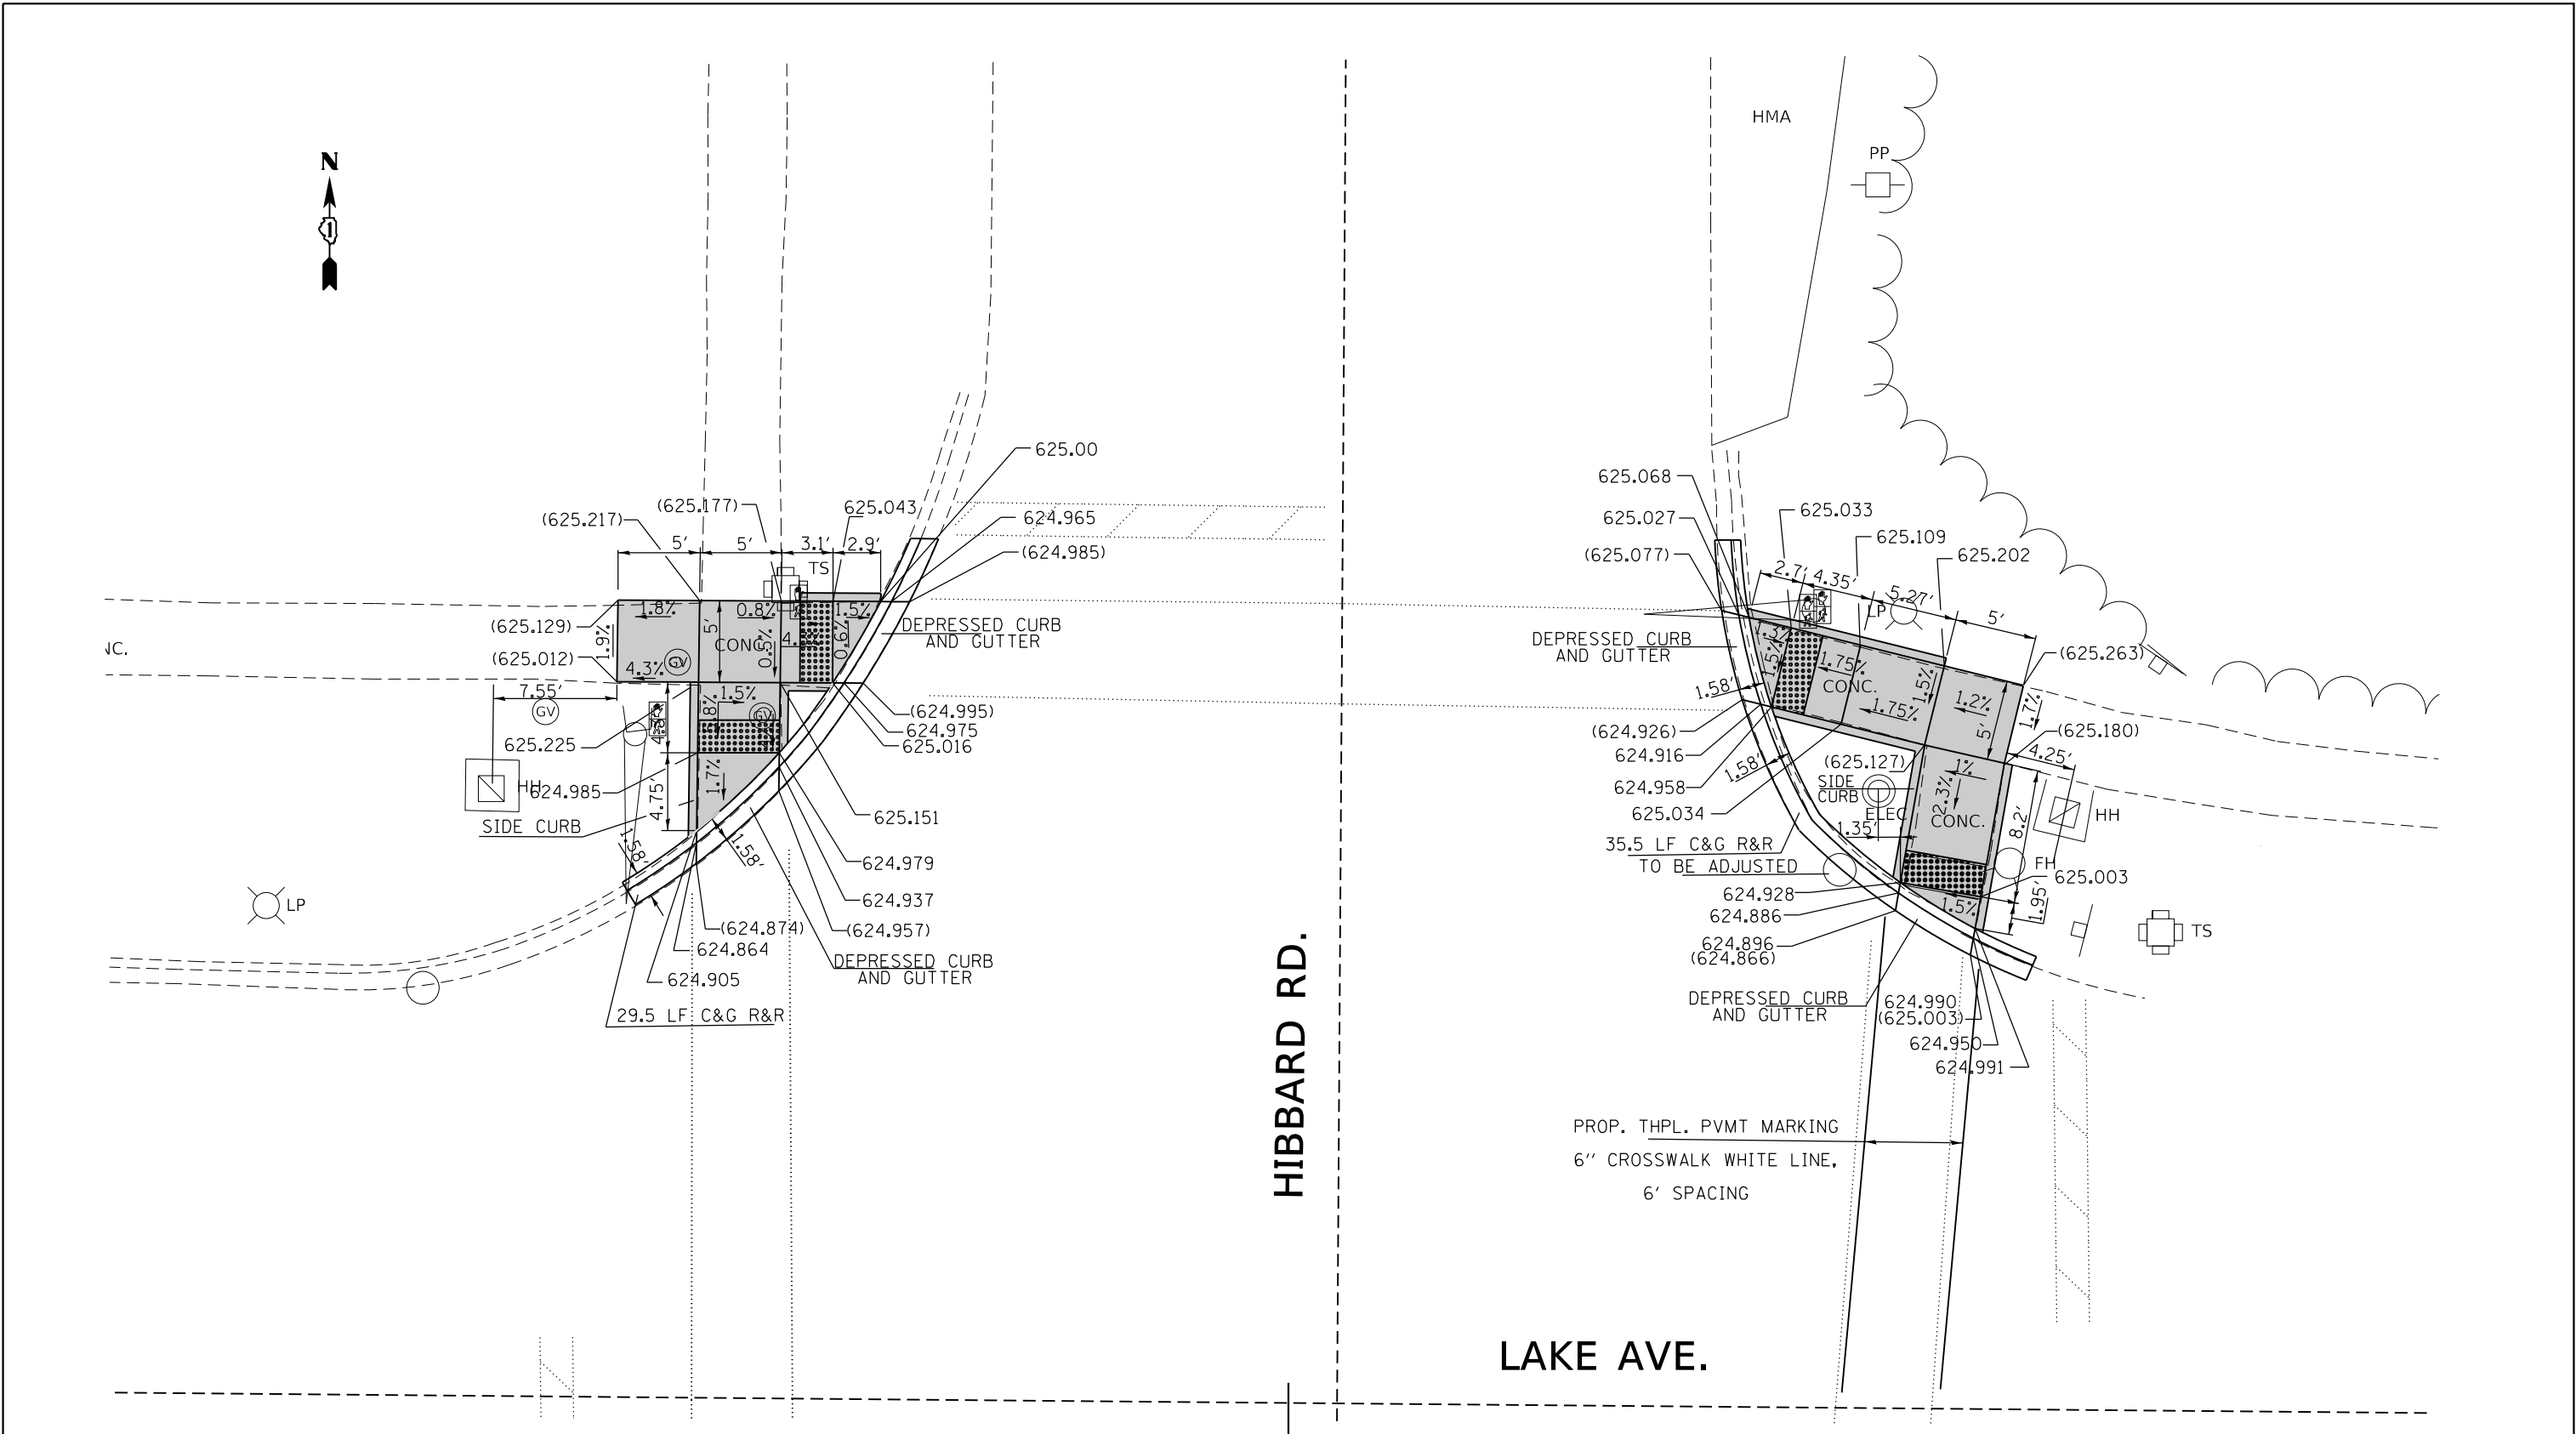 HMA
PP
N
1
625.00
625.068
(625.177)
625.043
625.033
(625.217)
624.965
625.027
625.109
(624.985)
(625.077)
625.202
5'
5'
3.1'
2.9'
TS
2.7'
4.35'
5.27'
5'
LP
1.8%
0.8%
1.5%
(625.129)
1.9%
5'
CONC.
0.5%
0.6%
DEPRESSED CURB
AND GUTTER
DEPRESSED CURB
AND GUTTER
1.5%
1.75%
CONC.
1.5%
1.2%
1.7%
(625.263)
NC.
(625.012)
4.3%
GV
7.55'
GV
1.5%
GV
1.58'
1.75%
5'
(624.995)
624.975
625.016
(624.926)
624.916
(625.180)
4.25'
625.225
1.7%
4.75'
HH
624.985
1.58'
(625.127)
1%
624.958
SIDE
CURB
2.3%
625.034
ELEC
CONC.
HH
8.2'
SIDE CURB
1.58'
1.58'
625.151
1.35'
35.5 LF C&G R&R
TO BE ADJUSTED
624.979
FH
625.003
LP
624.937
624.928
1.5%
1.95'
(624.874)
(624.957)
624.886
TS
624.864
624.896
(624.866)
DEPRESSED CURB
AND GUTTER
624.905
29.5 LF C&G R&R
DEPRESSED CURB
AND GUTTER
624.990
(625.003)
624.950
624.991
HIBBARD RD.
PROP. THPL. PVMT MARKING
6" CROSSWALK WHITE LINE,
6' SPACING
LAKE AVE.